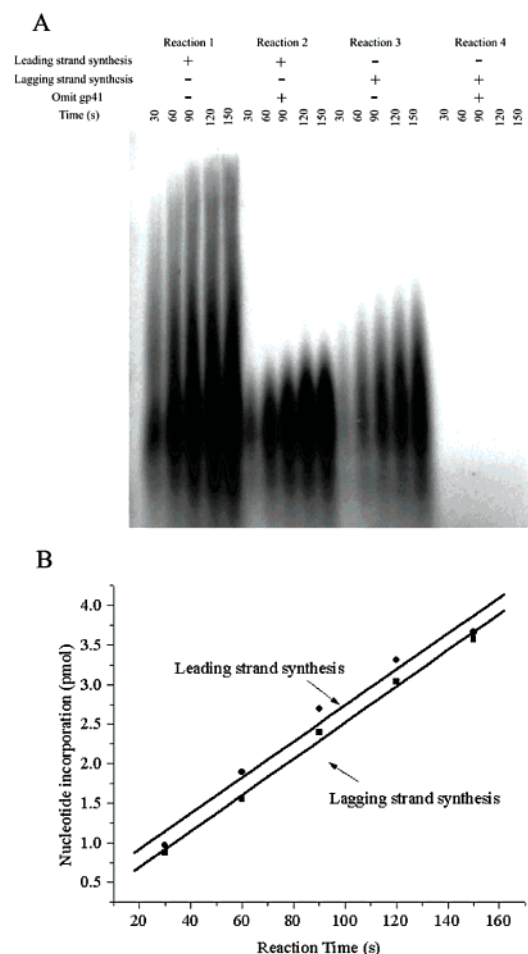 A
Reaction 1 Reaction 2 Reaction 3 Reaction 4
Leading strand synthesis + + - -
Lagging strand synthesis - - + +
Omit gp41 - + - +
Time (s) 30 60 90 120 150 30 60 90 120 150 30 60 90 120 150 30 60 90 120 150
B
Nucleotide incorporation (pmol)
4.0
3.5
3.0
2.5
2.0
1.5
1.0
0.5
Leading strand synthesis
Lagging strand synthesis
20 40 60 80 100 120 140 160
Reaction Time (s)